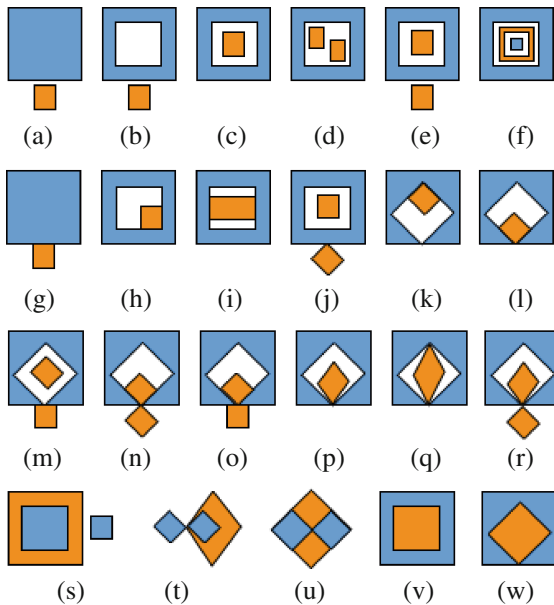 (a) (b) (c) (d) (e) (f)
(g) (h) (i) (j) (k) (l)
(m) (n) (o) (p) (q) (r)
(s) (t) (u) (v) (w)